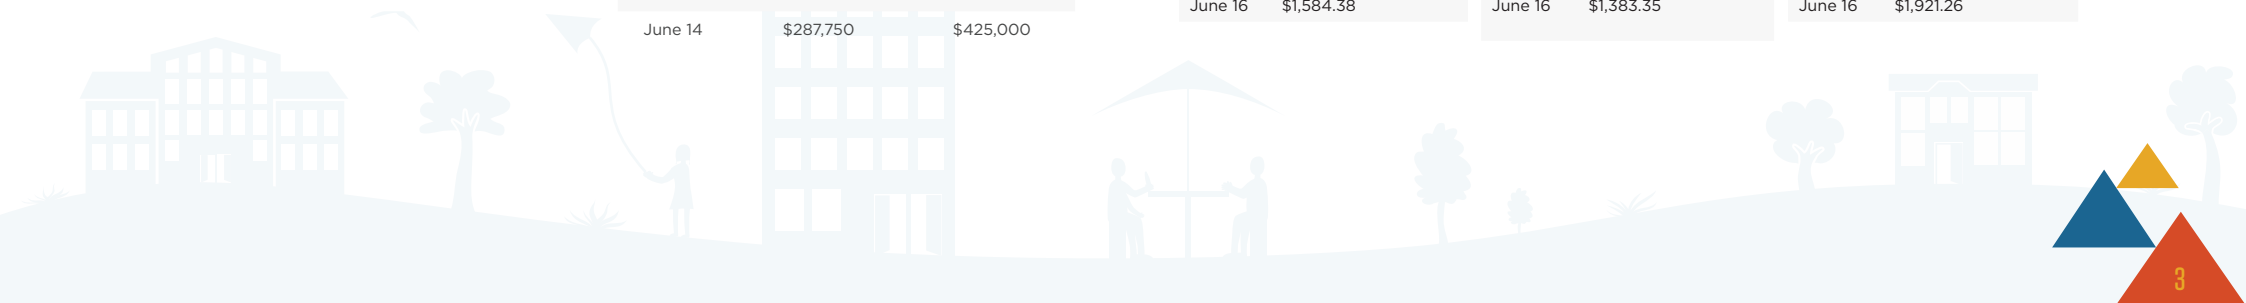 June 16 $1,584.38
June 16 $1,383.35
June 16 $1,921.26
June 14 $287,750 $425,000
3